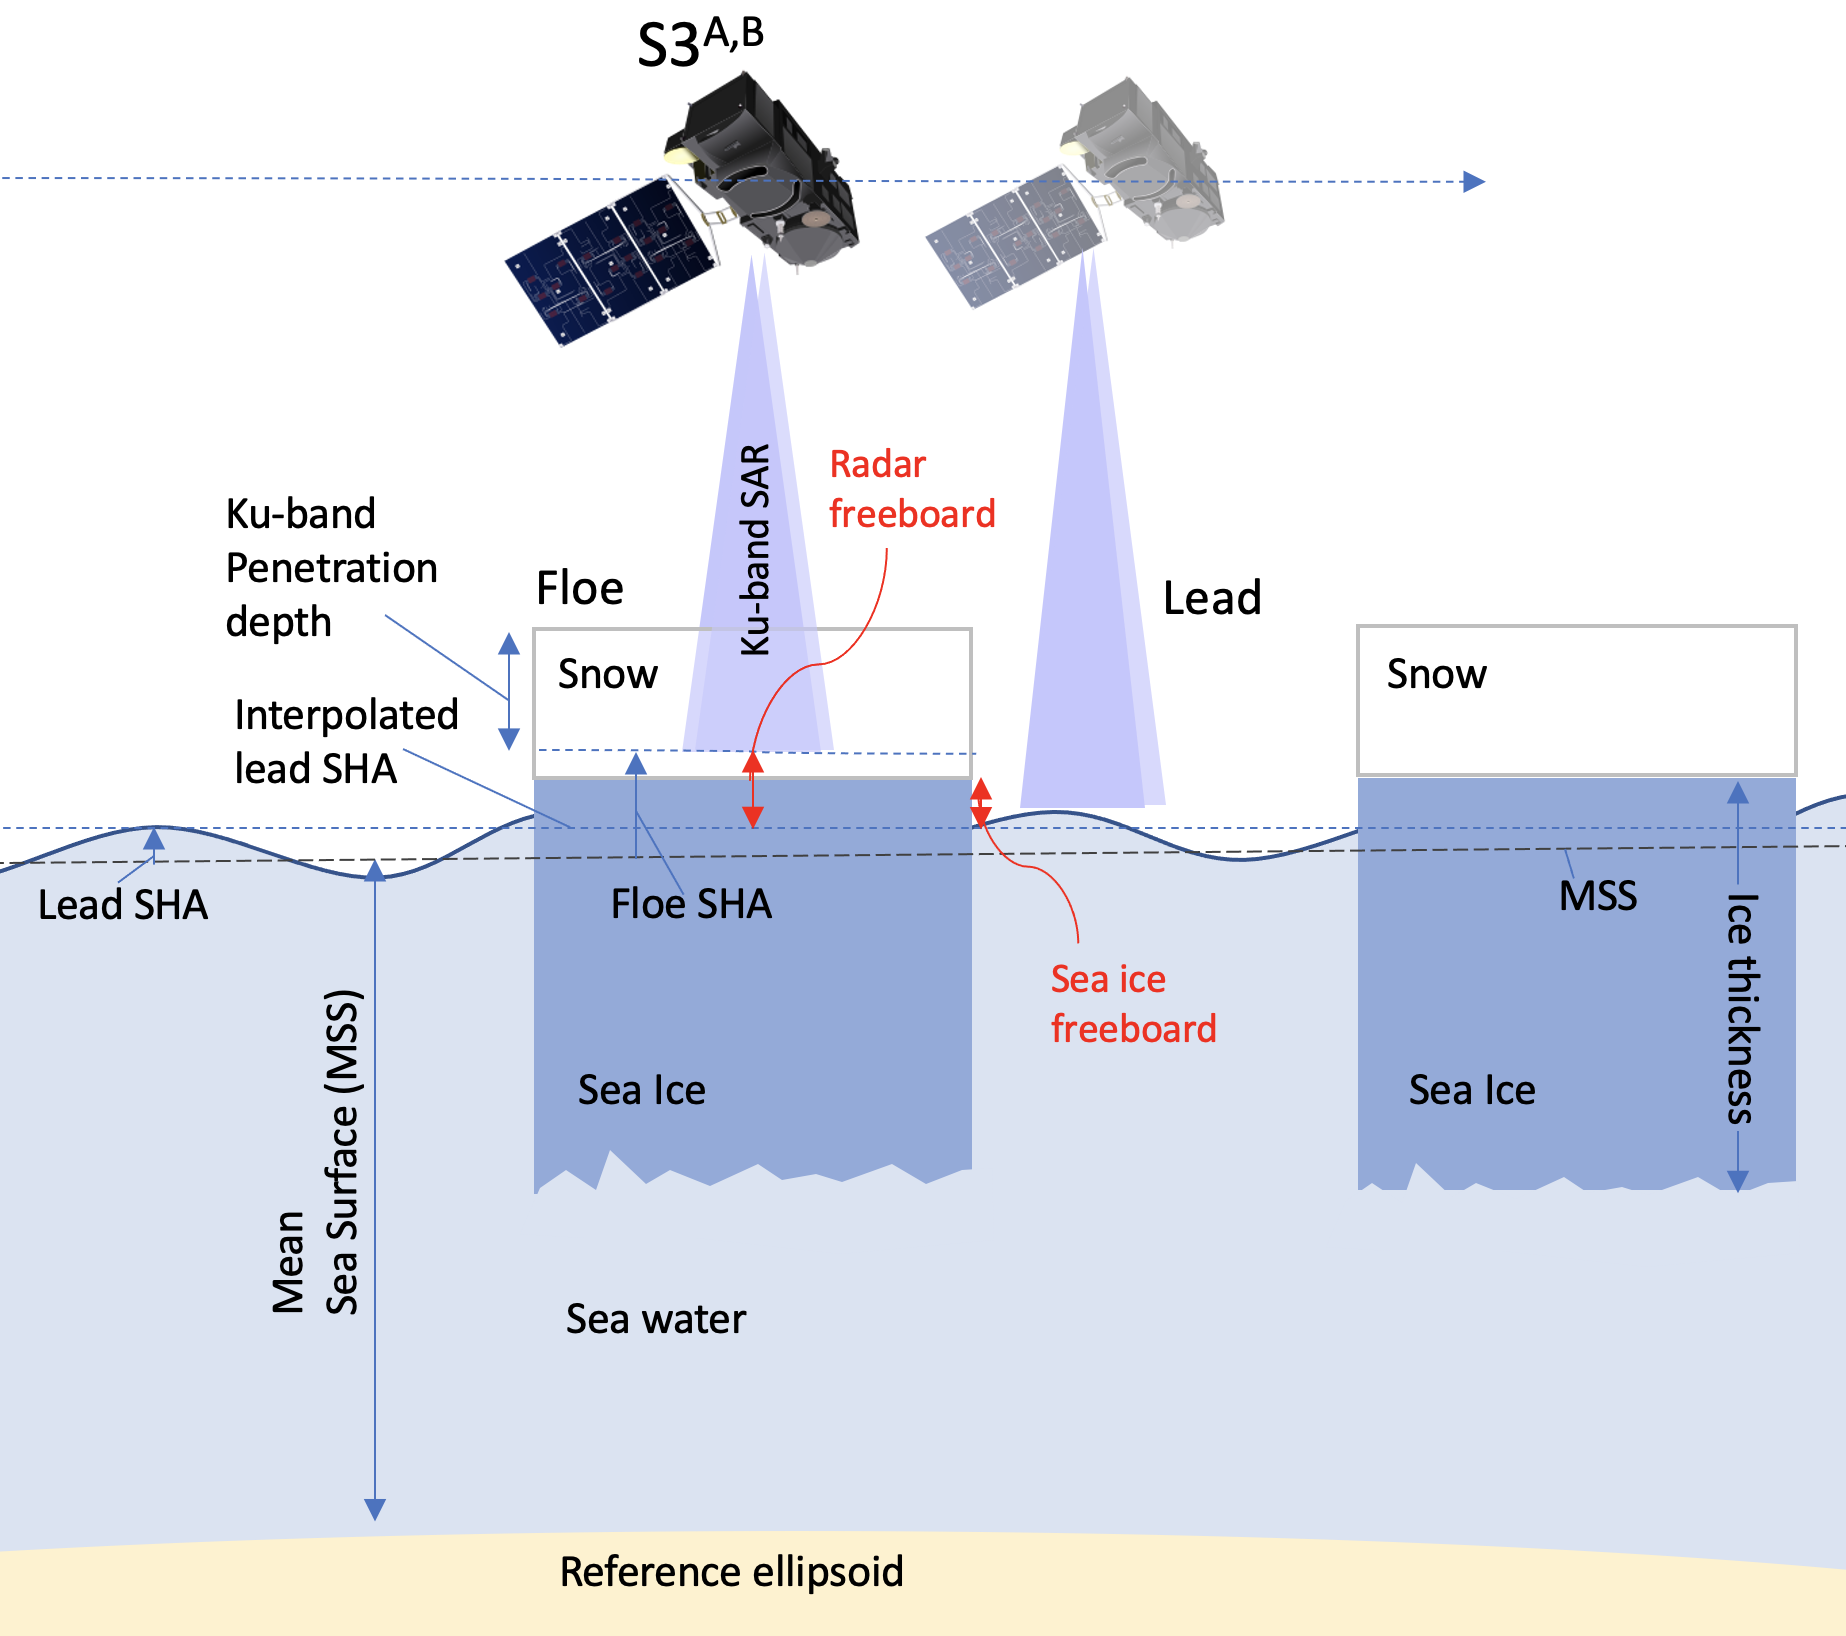 S3A,B
Ku-band SAR
Radar
freeboard
Ku-band
Penetration
depth
Floe
Lead
Snow
Snow
Interpolated
lead SHA
Lead SHA
Floe SHA
MSS
Ice thickness
Sea ice
freeboard
Mean
Sea Surface (MSS)
Sea Ice
Sea Ice
Sea water
Reference ellipsoid